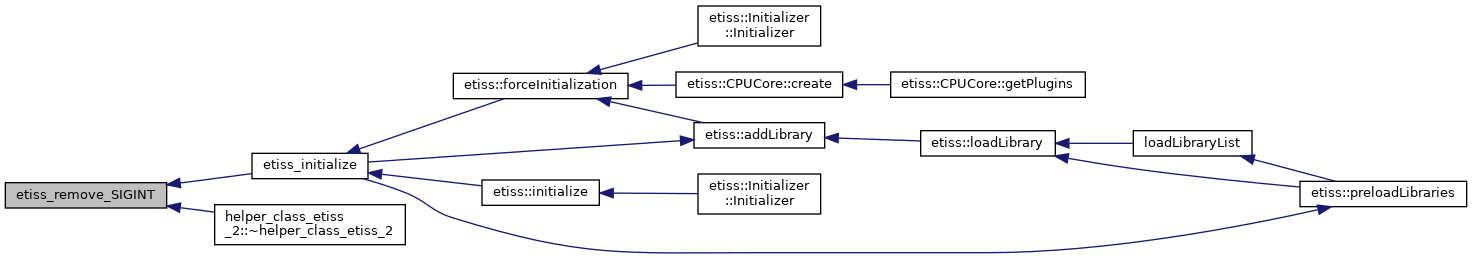 etiss::Initializer
::Initializer
etiss::forceInitialization
etiss::CPUCore::create
etiss::CPUCore::getPlugins
etiss::addLibrary
etiss::loadLibrary
loadLibraryList
etiss_initialize
etiss_remove_SIGINT
etiss::initialize
etiss::Initializer
::Initializer
etiss::preloadLibraries
helper_class_etiss
_2::~helper_class_etiss_2